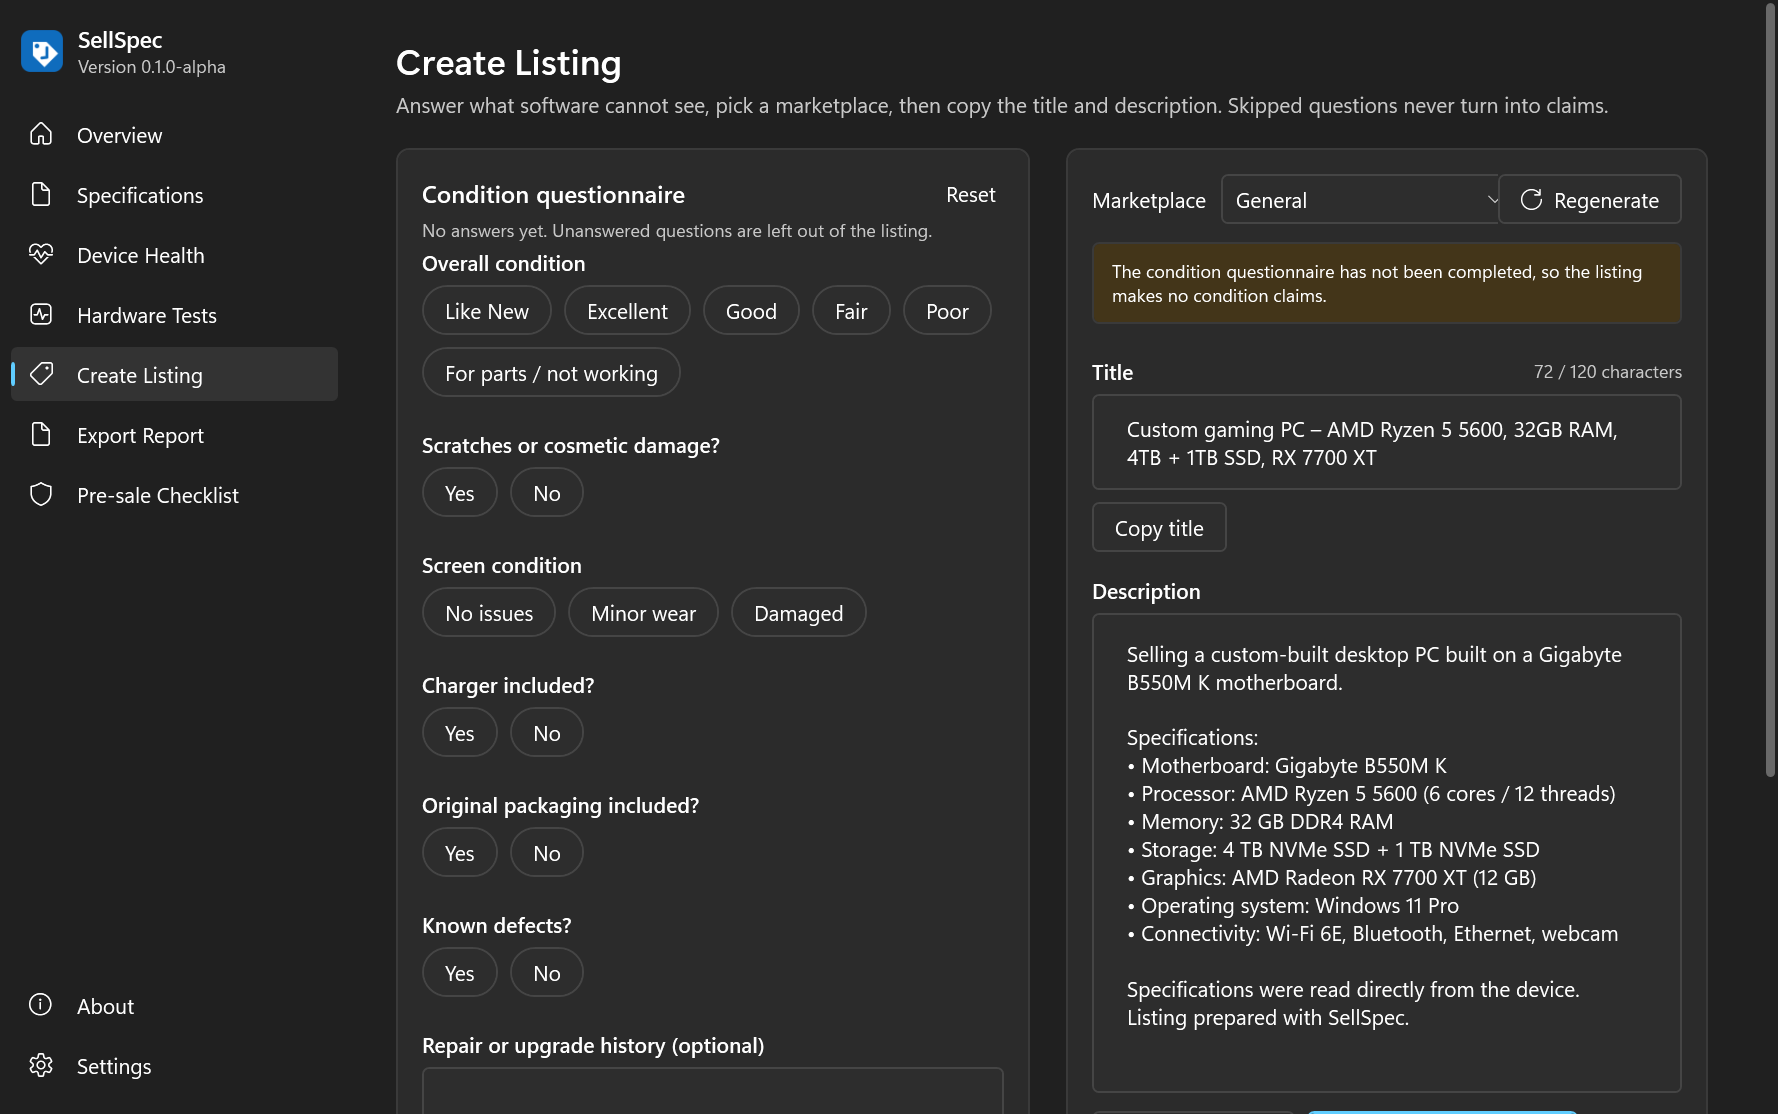 SellSpec
Version 0.1.0-alpha
Overview
Specifications
Device Health
Hardware Tests
Create Listing
Export Report
Pre-sale Checklist
About
Settings
Create Listing
Answer what software cannot see, pick a marketplace, then copy the title and description. Skipped questions never turn into claims.
Condition questionnaire
Reset
No answers yet. Unanswered questions are left out of the listing.
Overall condition
Like New
Excellent
Good
Fair
Poor
For parts / not working
Scratches or cosmetic damage?
Yes
No
Screen condition
No issues
Minor wear
Damaged
Charger included?
Yes
No
Original packaging included?
Yes
No
Known defects?
Yes
No
Repair or upgrade history (optional)
Marketplace
General
Regenerate
The condition questionnaire has not been completed, so the listing
makes no condition claims.
Title
72 / 120 characters
Custom gaming PC – AMD Ryzen 5 5600, 32GB RAM,
4TB + 1TB SSD, RX 7700 XT
Copy title
Description
Selling a custom-built desktop PC built on a Gigabyte
B550M K motherboard.
Specifications:
• Motherboard: Gigabyte B550M K
• Processor: AMD Ryzen 5 5600 (6 cores / 12 threads)
• Memory: 32 GB DDR4 RAM
• Storage: 4 TB NVMe SSD + 1 TB NVMe SSD
• Graphics: AMD Radeon RX 7700 XT (12 GB)
• Operating system: Windows 11 Pro
• Connectivity: Wi-Fi 6E, Bluetooth, Ethernet, webcam
Specifications were read directly from the device.
Listing prepared with SellSpec.